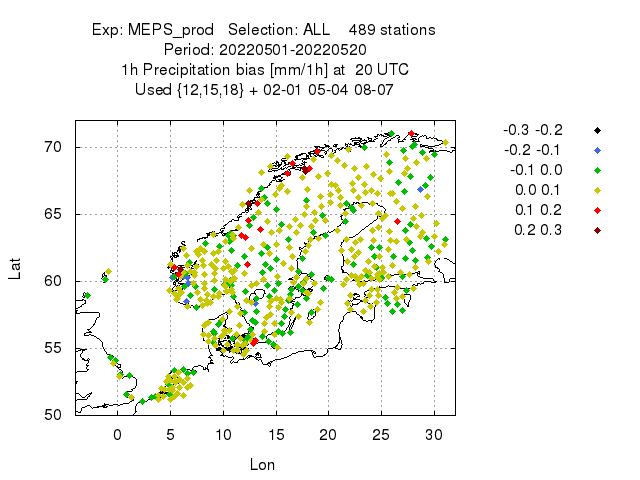 Exp: MEPS_prod   Selection: ALL    489 stations
Period: 20220501-20220520
1h Precipitation bias [mm/1h] at  20 UTC
Used {12,15,18} + 02-01 05-04 08-07
-0.3 -0.2
-0.2 -0.1
-0.1 0.0
0.0 0.1
0.1 0.2
0.2 0.3
70
65
60
55
50
Lat
0 5 10 15 20 25 30
Lon